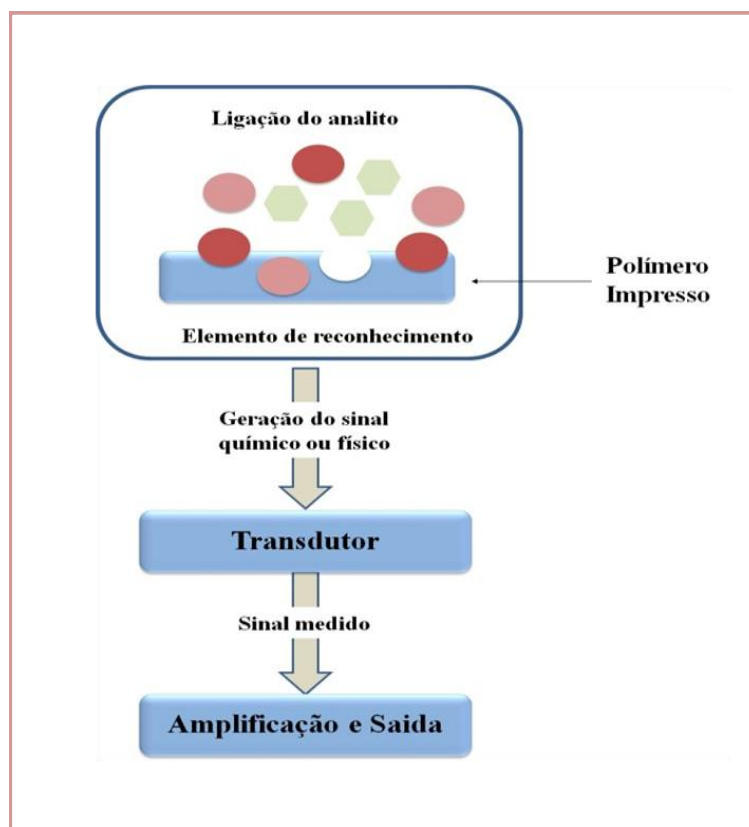 Ligação do analito
Polímero
Impresso
Elemento de reconhecimento
Geração do sinal
químico ou físico
Transdutor
Sinal medido
Amplificação e Saida